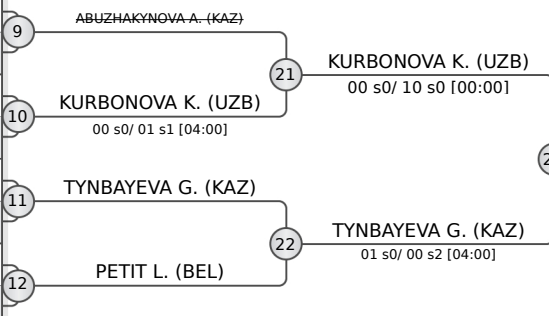 ABUZHAKYNOVA A. (KAZ)
9
KURBONOVA K. (UZB)
21
00 s0/ 10 s0 [00:00]
KURBONOVA K. (UZB)
10
00 s0/ 01 s1 [04:00]
TYNBAYEVA G. (KAZ)
11
TYNBAYEVA G. (KAZ)
22
01 s0/ 00 s2 [04:00]
PETIT L. (BEL)
12